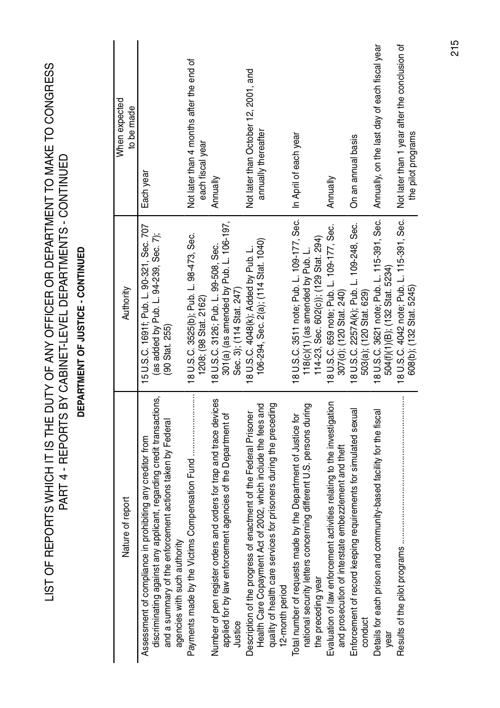 LIST OF REPORTS WHICH IT IS THE DUTY OF ANY OFFICER OR DEPARTMENT TO MAKE TO CONGRESS
PART 4 - REPORTS BY CABINET-LEVEL DEPARTMENTS - CONTINUED
DEPARTMENT OF JUSTICE - CONTINUED
Nature of report
Authority
When expected
to be made
Assessment of compliance in prohibiting any creditor from
discriminating against any applicant, regarding credit transactions,
and a summary of the enforcement actions taken by Federal
agencies with such authority
15 U.S.C. 1691f; Pub. L. 90-321, Sec. 707
(as added by Pub. L. 94-239, Sec. 7);
(90 Stat. 255)
Each year
Payments made by the Victims Compensation Fund ........................
18 U.S.C. 3525(b); Pub. L. 98-473, Sec.
1208; (98 Stat. 2162)
Not later than 4 months after the end of
each fiscal year
Number of pen register orders and orders for trap and trace devices
applied for by law enforcement agencies of the Department of
Justice
18 U.S.C. 3126; Pub. L. 99-508, Sec.
301(a) (as amended by Pub. L. 106-197,
Sec. 3); (114 Stat. 247)
Annually
Description of the progress of enactment of the Federal Prisoner
Health Care Copayment Act of 2002, which include the fees and
quality of health care services for prisoners during the preceding
12-month period
18 U.S.C. 4048(k); Added by Pub. L.
106-294, Sec. 2(a); (114 Stat. 1040)
Not later than October 12, 2001, and
annually thereafter
Total number of requests made by the Department of Justice for
national security letters concerning different U.S. persons during
the preceding year
18 U.S.C. 3511 note; Pub. L. 109-177, Sec.
118(c)(1) (as amended by Pub. L.
114-23, Sec. 602(c)); (129 Stat. 294)
In April of each year
Evaluation of law enforcement activities relating to the investigation
and prosecution of interstate embezzlement and theft
18 U.S.C. 659 note; Pub. L. 109-177, Sec.
307(d); (120 Stat. 240)
Annually
Enforcement of record keeping requirements for simulated sexual
conduct
18 U.S.C. 2257A(k); Pub. L. 109-248, Sec.
503(a); (120 Stat. 629)
On an annual basis
Details for each prison and community-based facility for the fiscal
year
18 U.S.C. 3621 note; Pub. L. 115-391, Sec.
504(f)(1)(B); (132 Stat. 5234)
Annually, on the last day of each fiscal year
Results of the pilot programs ............................................................
18 U.S.C. 4042 note; Pub. L. 115-391, Sec.
608(b); (132 Stat. 5245)
Not later than 1 year after the conclusion of
the pilot programs
215